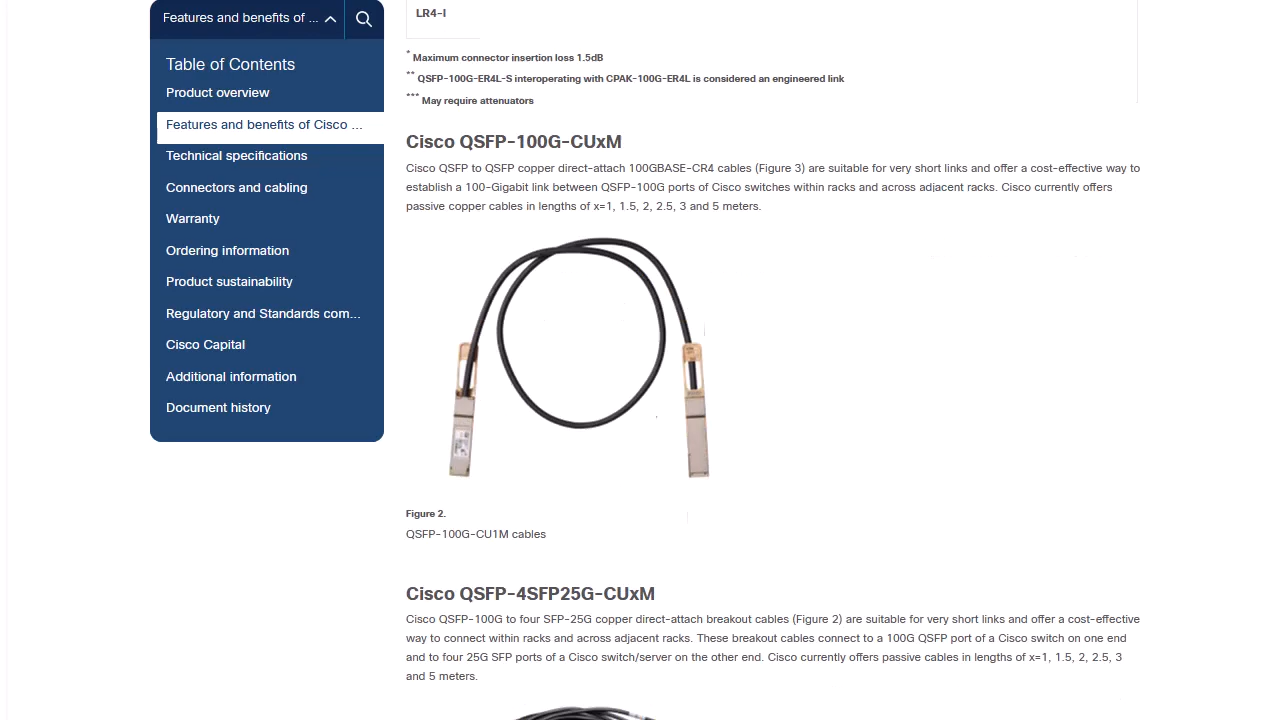 Features and benefits of ...
Table of Contents
Product overview
Features and benefits of Cisco ...
Technical specifications
Connectors and cabling
Warranty
Ordering information
Product sustainability
Regulatory and Standards com...
Cisco Capital
Additional information
Document history
LR4-I
* Maximum connector insertion loss 1.5dB
** QSFP-100G-ER4L-S interoperating with CPAK-100G-ER4L is considered an engineered link
*** May require attenuators
Cisco QSFP-100G-CUxM
Cisco QSFP to QSFP copper direct-attach 100GBASE-CR4 cables (Figure 3) are suitable for very short links and offer a cost-effective way to
establish a 100-Gigabit link between QSFP-100G ports of Cisco switches within racks and across adjacent racks. Cisco currently offers
passive copper cables in lengths of x=1, 1.5, 2, 2.5, 3 and 5 meters.
Figure 2.
QSFP-100G-CU1M cables
Cisco QSFP-4SFP25G-CUxM
Cisco QSFP-100G to four SFP-25G copper direct-attach breakout cables (Figure 2) are suitable for very short links and offer a cost-effective
way to connect within racks and across adjacent racks. These breakout cables connect to a 100G QSFP port of a Cisco switch on one end
and to four 25G SFP ports of a Cisco switch/server on the other end. Cisco currently offers passive cables in lengths of x=1, 1.5, 2, 2.5, 3
and 5 meters.